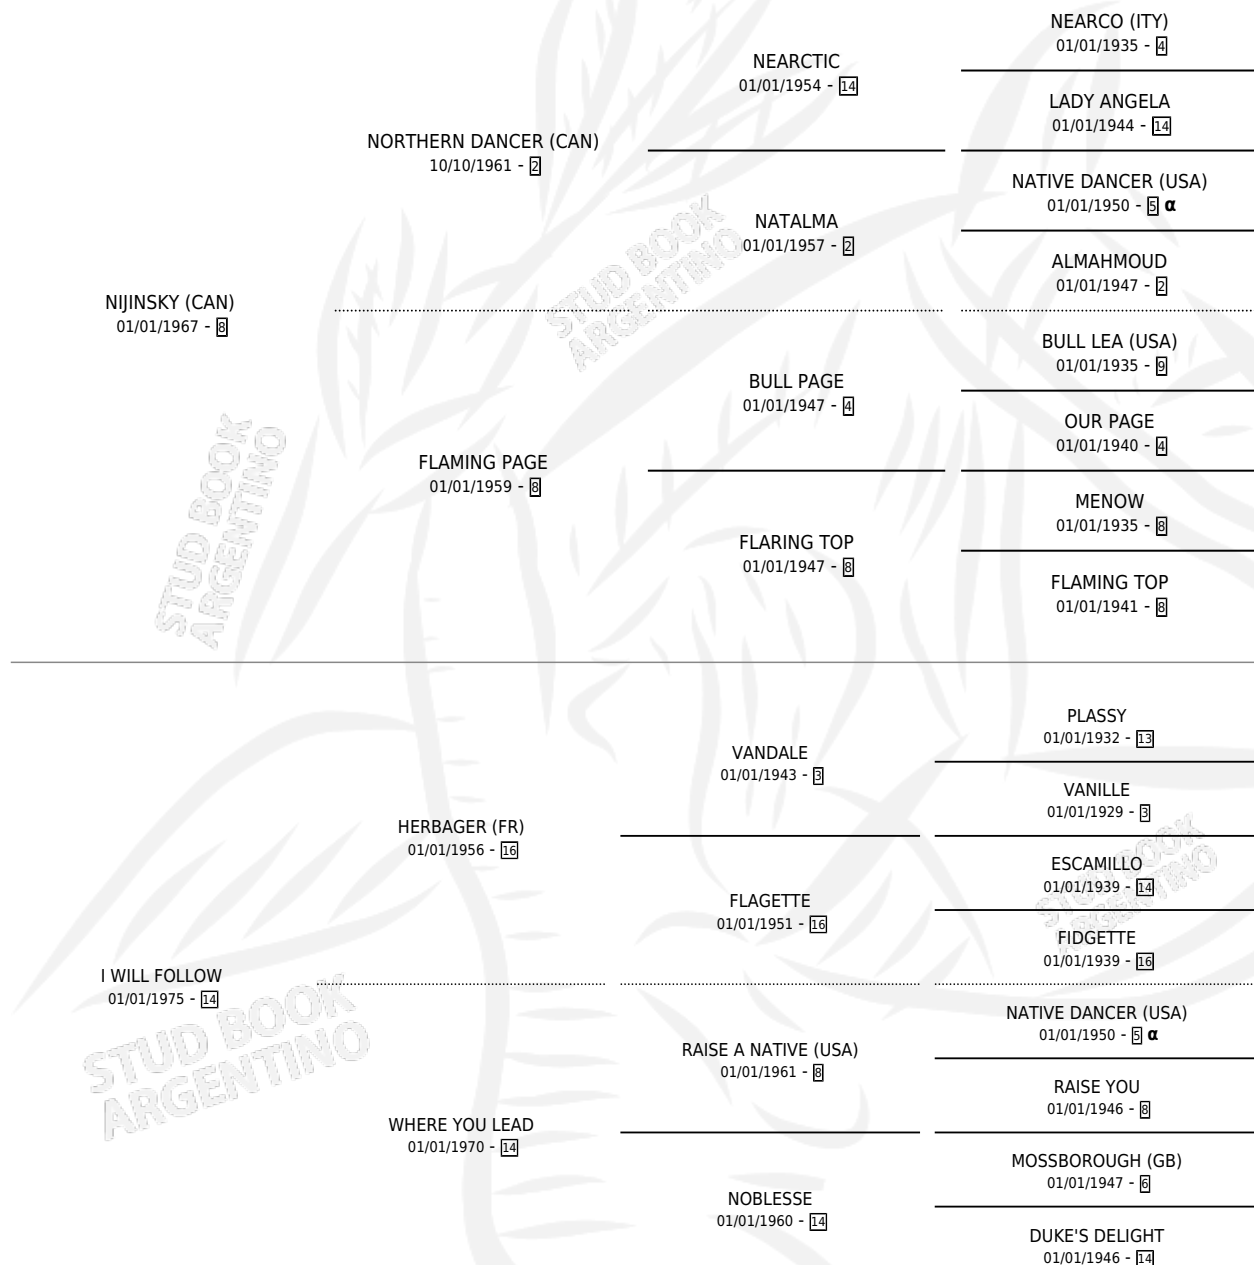 NEARCO (ITY)
01/01/1935 - 4
NEARCTIC
01/01/1954 - 14
LADY ANGELA
01/01/1944 - 14
NORTHERN DANCER (CAN)
10/10/1961 - 2
NATIVE DANCER (USA)
01/01/1950 - 5 α
NATALMA
01/01/1957 - 2
ALMAHMOUD
01/01/1947 - 2
NIJINSKY (CAN)
01/01/1967 - 8
BULL LEA (USA)
01/01/1935 - 9
BULL PAGE
01/01/1947 - 4
OUR PAGE
01/01/1940 - 4
FLAMING PAGE
01/01/1959 - 8
MENOW
01/01/1935 - 8
FLARING TOP
01/01/1947 - 8
FLAMING TOP
01/01/1941 - 8
PLASSY
01/01/1932 - 13
VANDALE
01/01/1943 - 3
VANILLE
01/01/1929 - 3
HERBAGER (FR)
01/01/1956 - 16
ESCAMILLO
01/01/1939 - 14
FLAGETTE
01/01/1951 - 16
FIDGETTE
01/01/1939 - 16
I WILL FOLLOW
01/01/1975 - 14
NATIVE DANCER (USA)
01/01/1950 - 5 α
RAISE A NATIVE (USA)
01/01/1961 - 8
RAISE YOU
01/01/1946 - 8
WHERE YOU LEAD
01/01/1970 - 14
MOSSBOROUGH (GB)
01/01/1947 - 6
NOBLESSE
01/01/1960 - 14
DUKE'S DELIGHT
01/01/1946 - 14
STUD BOOK
ARGENTINO
STUD BOOK
ARGENTINO
STUD BOOK
ARGENTINO
STUD BOOK
ARGENTINO